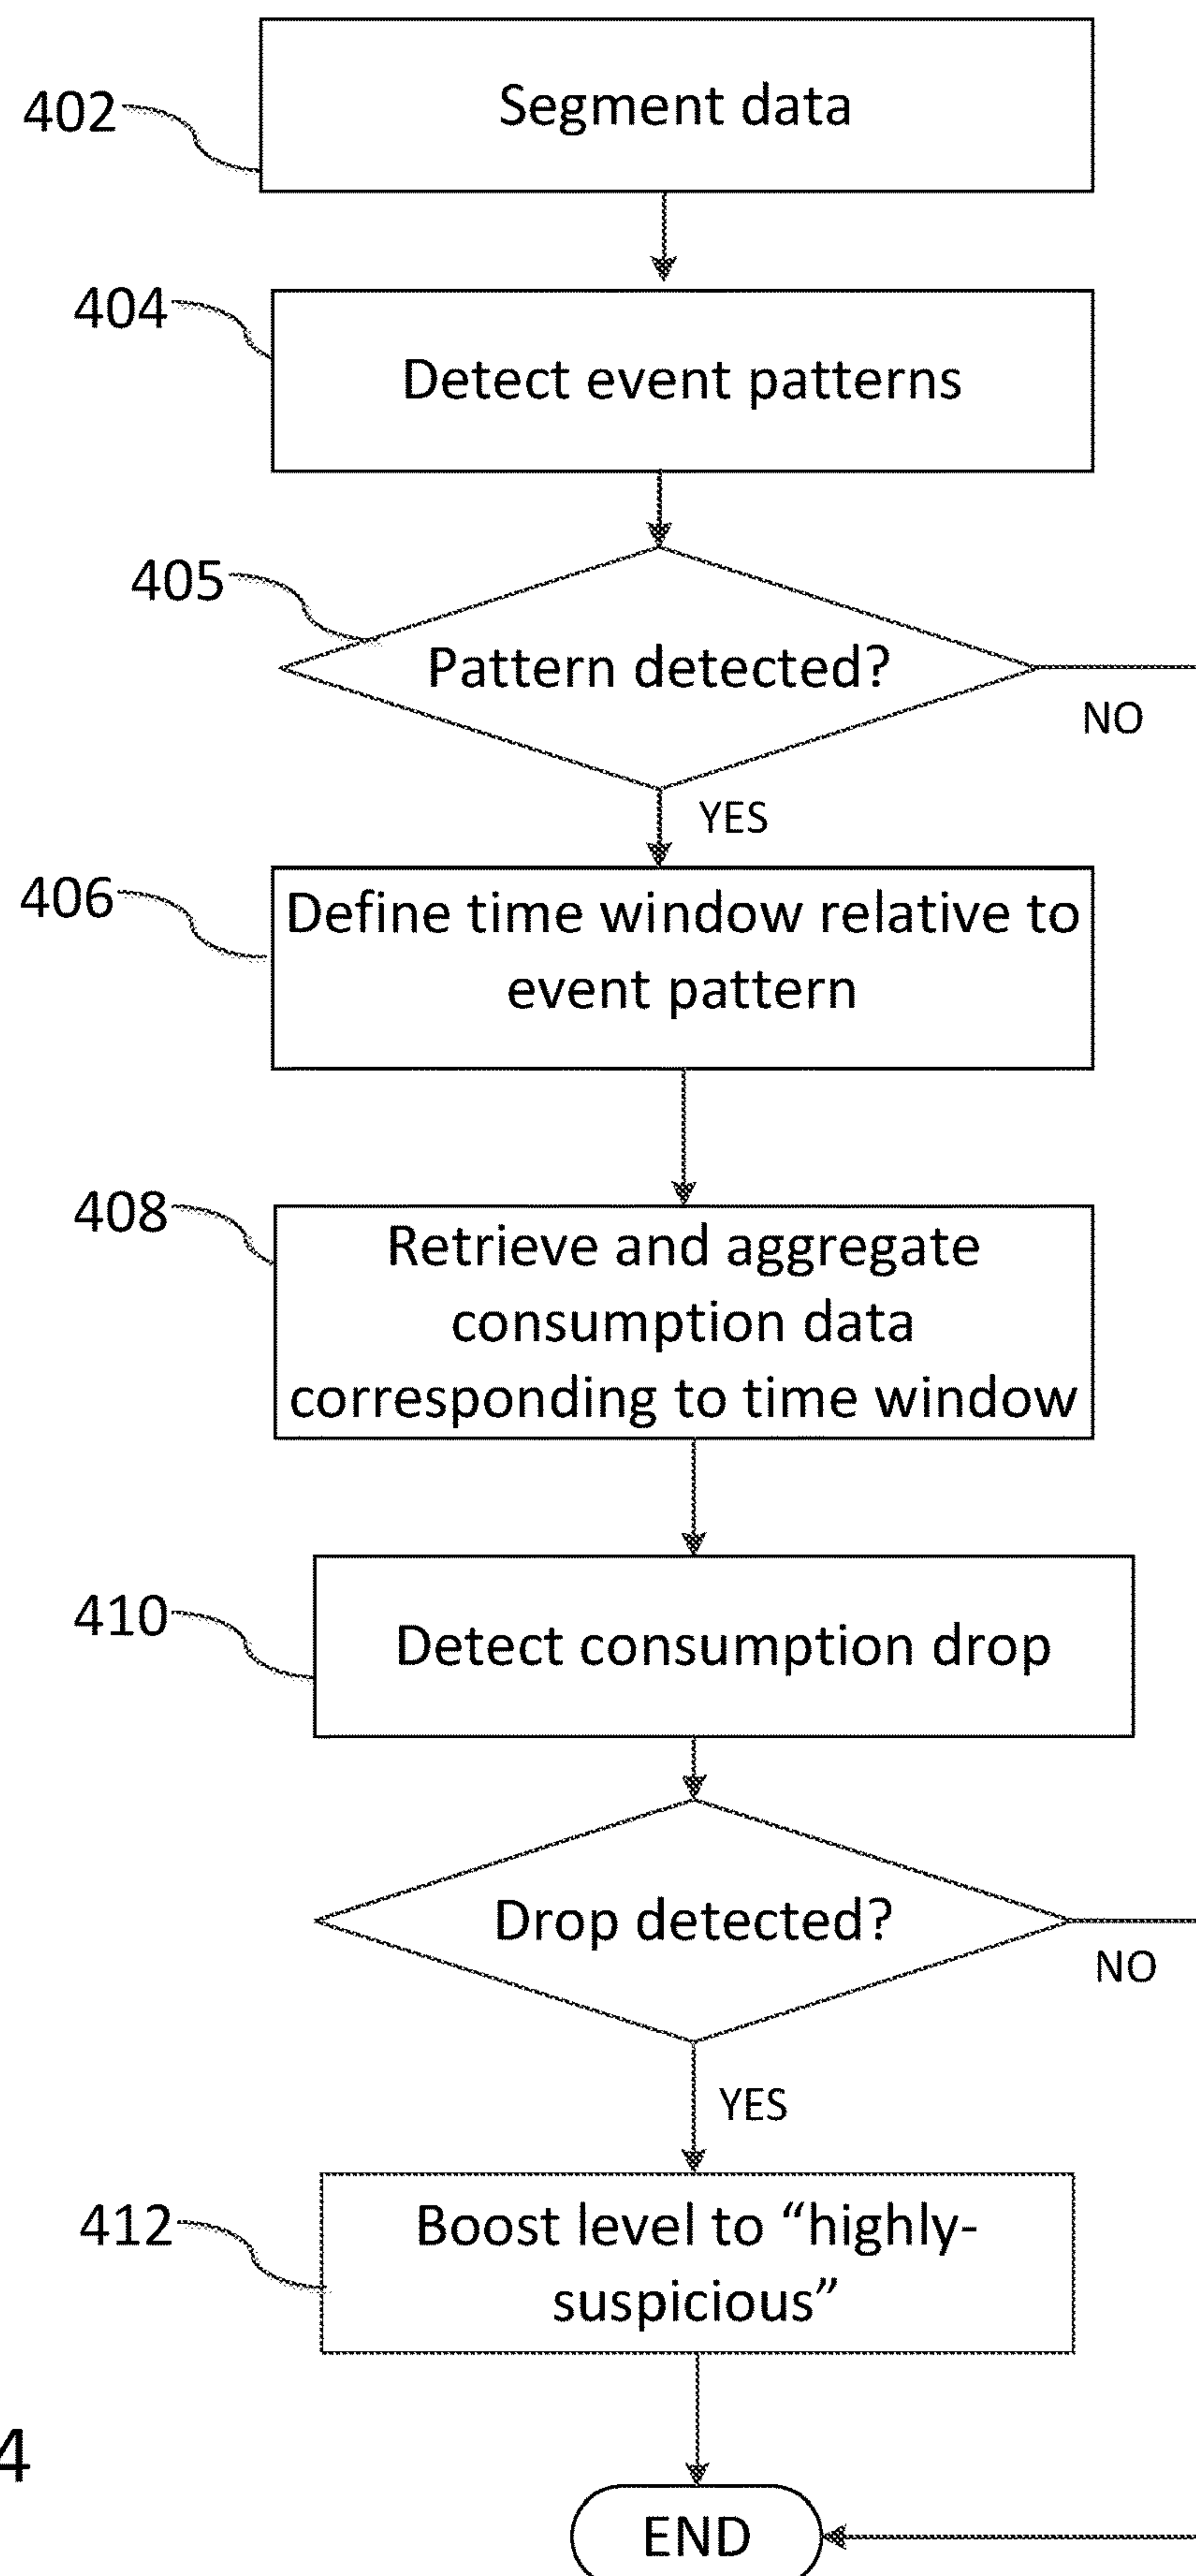 402
Segment data
404
Detect event patterns
405
Pattern detected?
NO
YES
406
Define time window relative to
event pattern
408
Retrieve and aggregate
consumption data
corresponding to time window
410
Detect consumption drop
Drop detected?
NO
YES
412
Boost level to “highly-
suspicious”
4
END